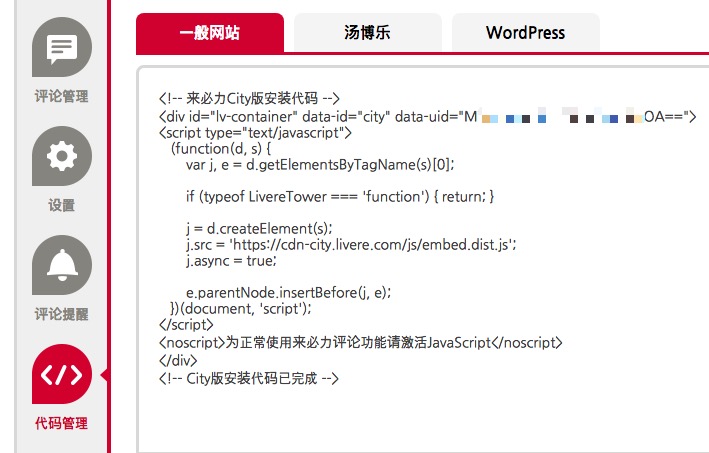 一般网站
汤博乐
WordPress
评论管理
设置
评论提醒
代码管理
<!-- 来必力City版安装代码 -->
<div id="lv-container" data-id="city" data-uid="M OA==">
<script type="text/javascript">
(function(d, s) {
var j, e = d.getElementsByTagName(s)[0];
if (typeof LivereTower === 'function') { return; }
j = d.createElement(s);
j.src = 'https://cdn-city.livere.com/js/embed.dist.js';
j.async = true;
e.parentNode.insertBefore(j, e);
})(document, 'script');
</script>
<noscript>为正常使用来必力评论功能请激活JavaScript</noscript>
</div>
<!-- City版安装代码已完成 -->